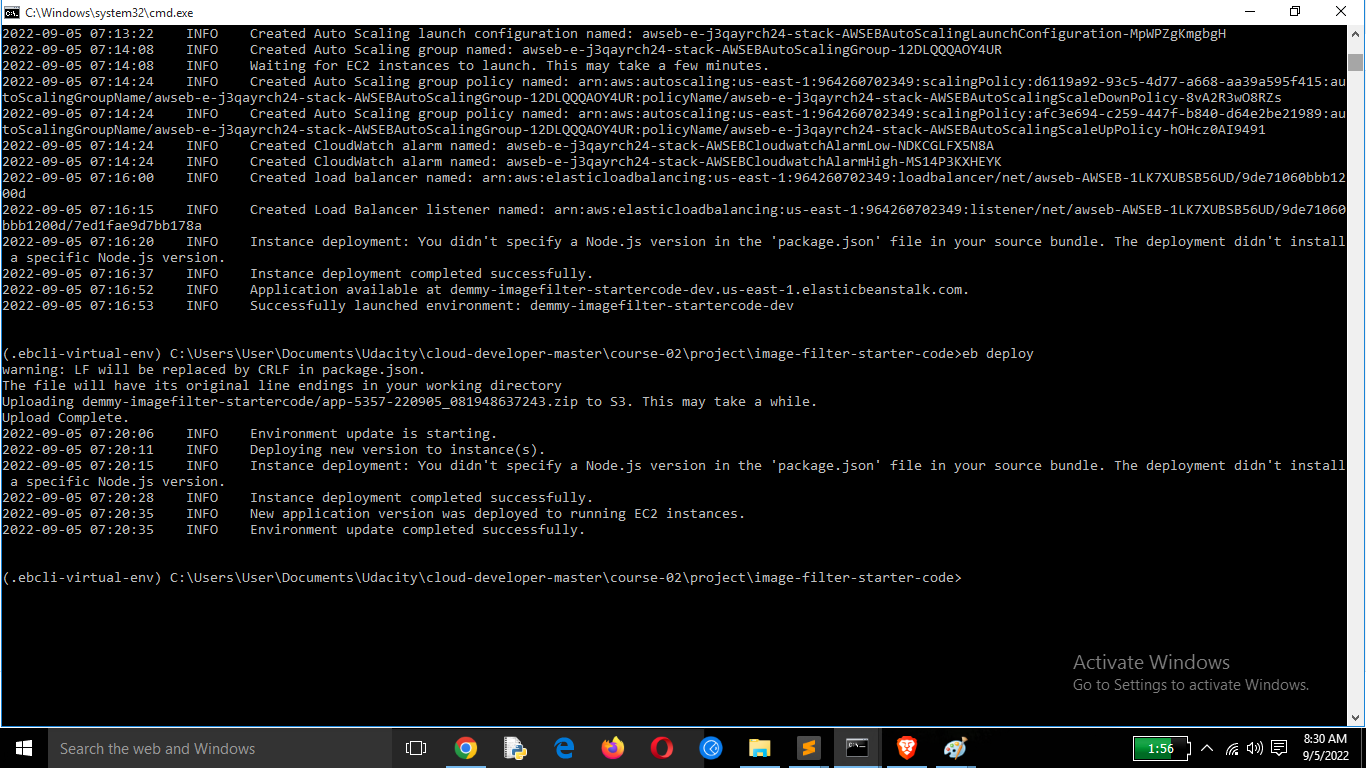 C:\Windows\system32\cmd.exe
2022-09-05 07:13:22    INFO    Created Auto Scaling launch configuration named: awseb-e-j3qayrch24-stack-AWSEBAutoScalingLaunchConfiguration-MpWPZgKmgbgH
2022-09-05 07:14:08    INFO    Created Auto Scaling group named: awseb-e-j3qayrch24-stack-AWSEBAutoScalingGroup-12DLQQQAOY4UR
2022-09-05 07:14:08    INFO    Waiting for EC2 instances to launch. This may take a few minutes.
2022-09-05 07:14:24    INFO    Created Auto Scaling group policy named: arn:aws:autoscaling:us-east-1:964260702349:scalingPolicy:d6119a92-93c5-4d77-a668-aa39a595f415:au
toScalingGroupName/awseb-e-j3qayrch24-stack-AWSEBAutoScalingGroup-12DLQQQAOY4UR:policyName/awseb-e-j3qayrch24-stack-AWSEBAutoScalingScaleDownPolicy-8vA2R3wO8RZs
2022-09-05 07:14:24    INFO    Created Auto Scaling group policy named: arn:aws:autoscaling:us-east-1:964260702349:scalingPolicy:afc3e694-c259-447f-b840-d64e2be21989:au
toScalingGroupName/awseb-e-j3qayrch24-stack-AWSEBAutoScalingGroup-12DLQQQAOY4UR:policyName/awseb-e-j3qayrch24-stack-AWSEBAutoScalingScaleUpPolicy-hOHcz0AI9491
2022-09-05 07:14:24    INFO    Created CloudWatch alarm named: awseb-e-j3qayrch24-stack-AWSEBCloudwatchAlarmLow-NDKCGLFX5N8A
2022-09-05 07:14:24    INFO    Created CloudWatch alarm named: awseb-e-j3qayrch24-stack-AWSEBCloudwatchAlarmHigh-MS14P3KXHEYK
2022-09-05 07:16:00    INFO    Created load balancer named: arn:aws:elasticloadbalancing:us-east-1:964260702349:loadbalancer/net/awseb-AWSEB-1LK7XUBSB56UD/9de71060bbb12
00d
2022-09-05 07:16:15    INFO    Created Load Balancer listener named: arn:aws:elasticloadbalancing:us-east-1:964260702349:listener/net/awseb-AWSEB-1LK7XUBSB56UD/9de71060
bbb1200d/7ed1fae9d7bb178a
2022-09-05 07:16:20    INFO    Instance deployment: You didn't specify a Node.js version in the 'package.json' file in your source bundle. The deployment didn't install
 a specific Node.js version.
2022-09-05 07:16:37    INFO    Instance deployment completed successfully.
2022-09-05 07:16:52    INFO    Application available at demmy-imagefilter-startercode-dev.us-east-1.elasticbeanstalk.com.
2022-09-05 07:16:53    INFO    Successfully launched environment: demmy-imagefilter-startercode-dev
(.ebcli-virtual-env) C:\Users\User\Documents\Udacity\cloud-developer-master\course-02\project\image-filter-starter-code>eb deploy
warning: LF will be replaced by CRLF in package.json.
The file will have its original line endings in your working directory
Uploading demmy-imagefilter-startercode/app-5357-220905_081948637243.zip to S3. This may take a while.
Upload Complete.
2022-09-05 07:20:06    INFO    Environment update is starting.
2022-09-05 07:20:11    INFO    Deploying new version to instance(s).
2022-09-05 07:20:15    INFO    Instance deployment: You didn't specify a Node.js version in the 'package.json' file in your source bundle. The deployment didn't install
 a specific Node.js version.
2022-09-05 07:20:28    INFO    Instance deployment completed successfully.
2022-09-05 07:20:35    INFO    New application version was deployed to running EC2 instances.
2022-09-05 07:20:35    INFO    Environment update completed successfully.
(.ebcli-virtual-env) C:\Users\User\Documents\Udacity\cloud-developer-master\course-02\project\image-filter-starter-code>
Activate Windows
Go to Settings to activate Windows.
Search the web and Windows
1:56
8:30 AM
9/5/2022